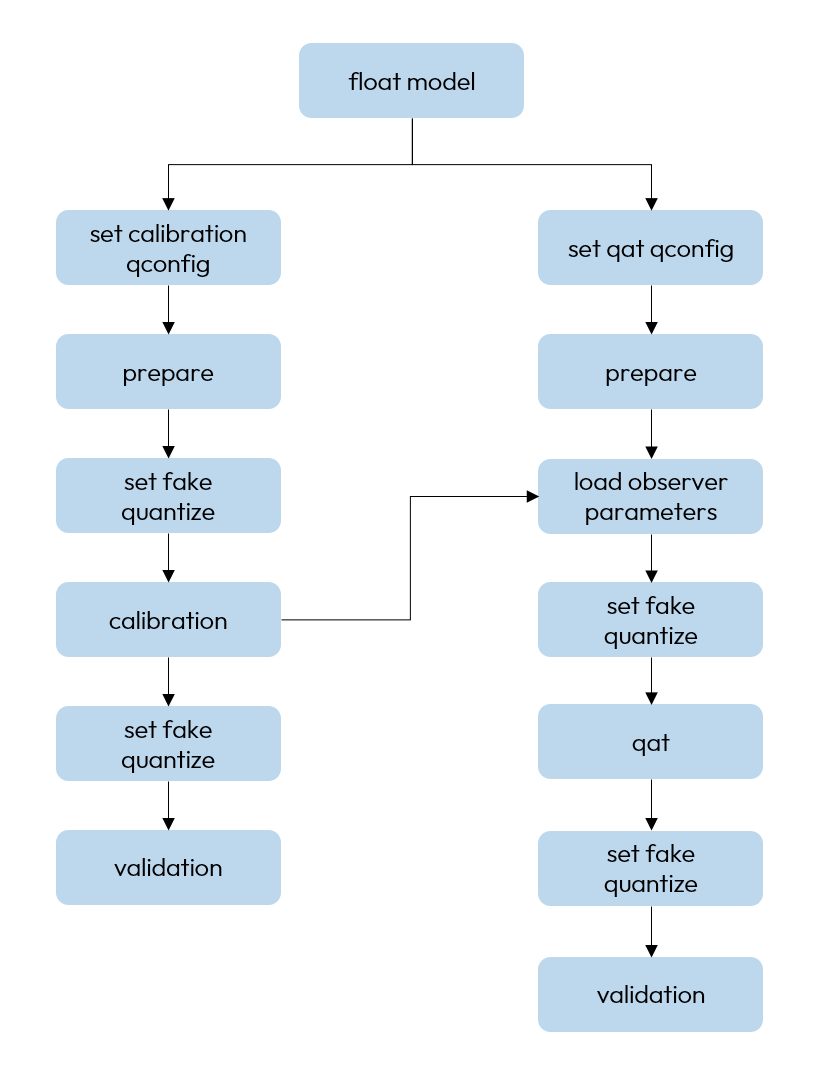 float model
set calibration
qconfig
prepare
set fake
quantize
calibration
set fake
quantize
validation
set qat qconfig
prepare
load observer
parameters
set fake
quantize
qat
set fake
quantize
validation